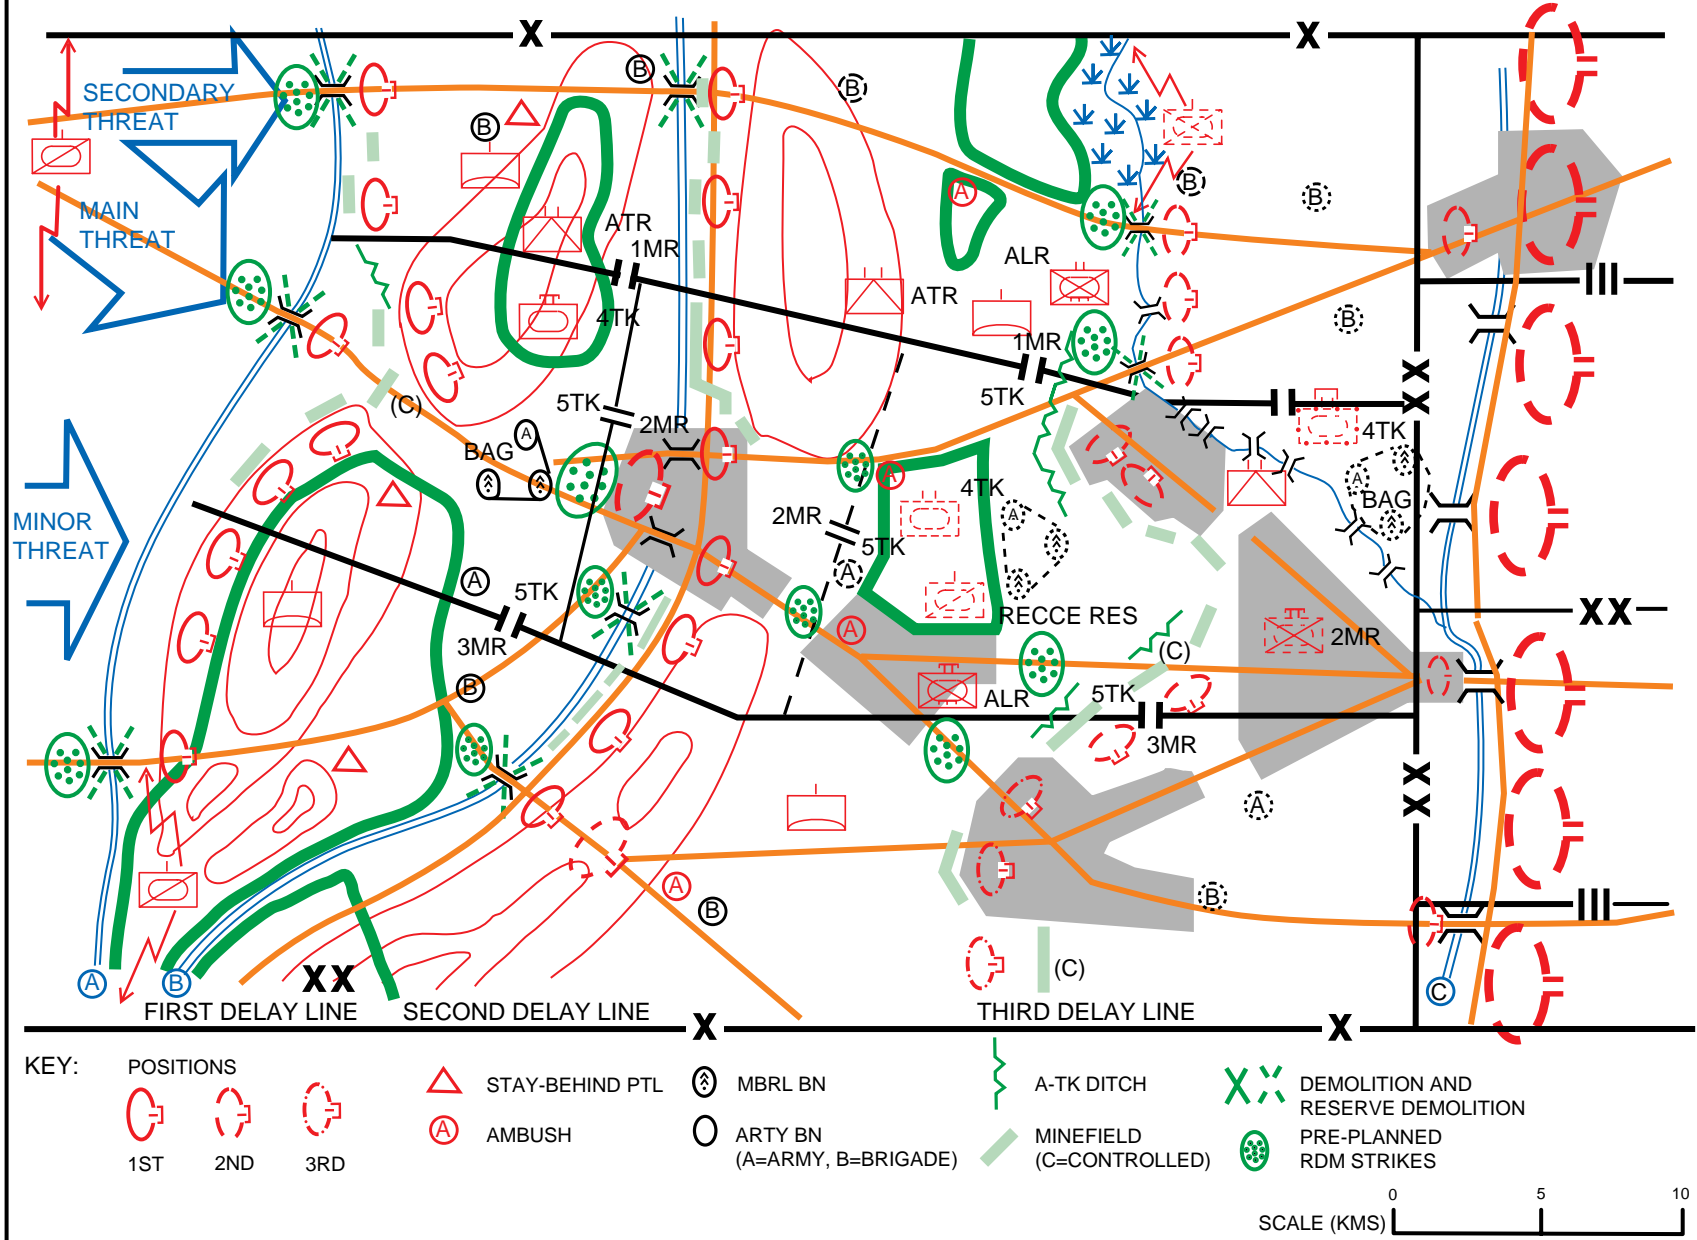 X
X
B
SECONDARY
THREAT
B
B
MAIN
THREAT
A
B
B
ATR
1MR
ALR
ATR
4TK
B
1MR
5TK
X
X
(C)
5TK
2MR
4TK
A
BAG
A
4TK
A
BAG
2MR
5TK
A
MINOR
THREAT
A
5TK
A
3MR
A
RECCE RES
2MR
XX
(C)
B
ALR
5TK
3MR
X
X
A
A
B
B
A
B
XX
(C)
C
FIRST DELAY LINE
SECOND DELAY LINE
THIRD DELAY LINE
X
X
KEY:
POSITIONS
1ST
2ND
3RD
STAY-BEHIND PTL
A
AMBUSH
MBRL BN
ARTY BN
(A=ARMY, B=BRIGADE)
A-TK DITCH
MINEFIELD
(C=CONTROLLED)
DEMOLITION AND
RESERVE DEMOLITION
PRE-PLANNED
RDM STRIKES
0
5
10
SCALE (KMS)